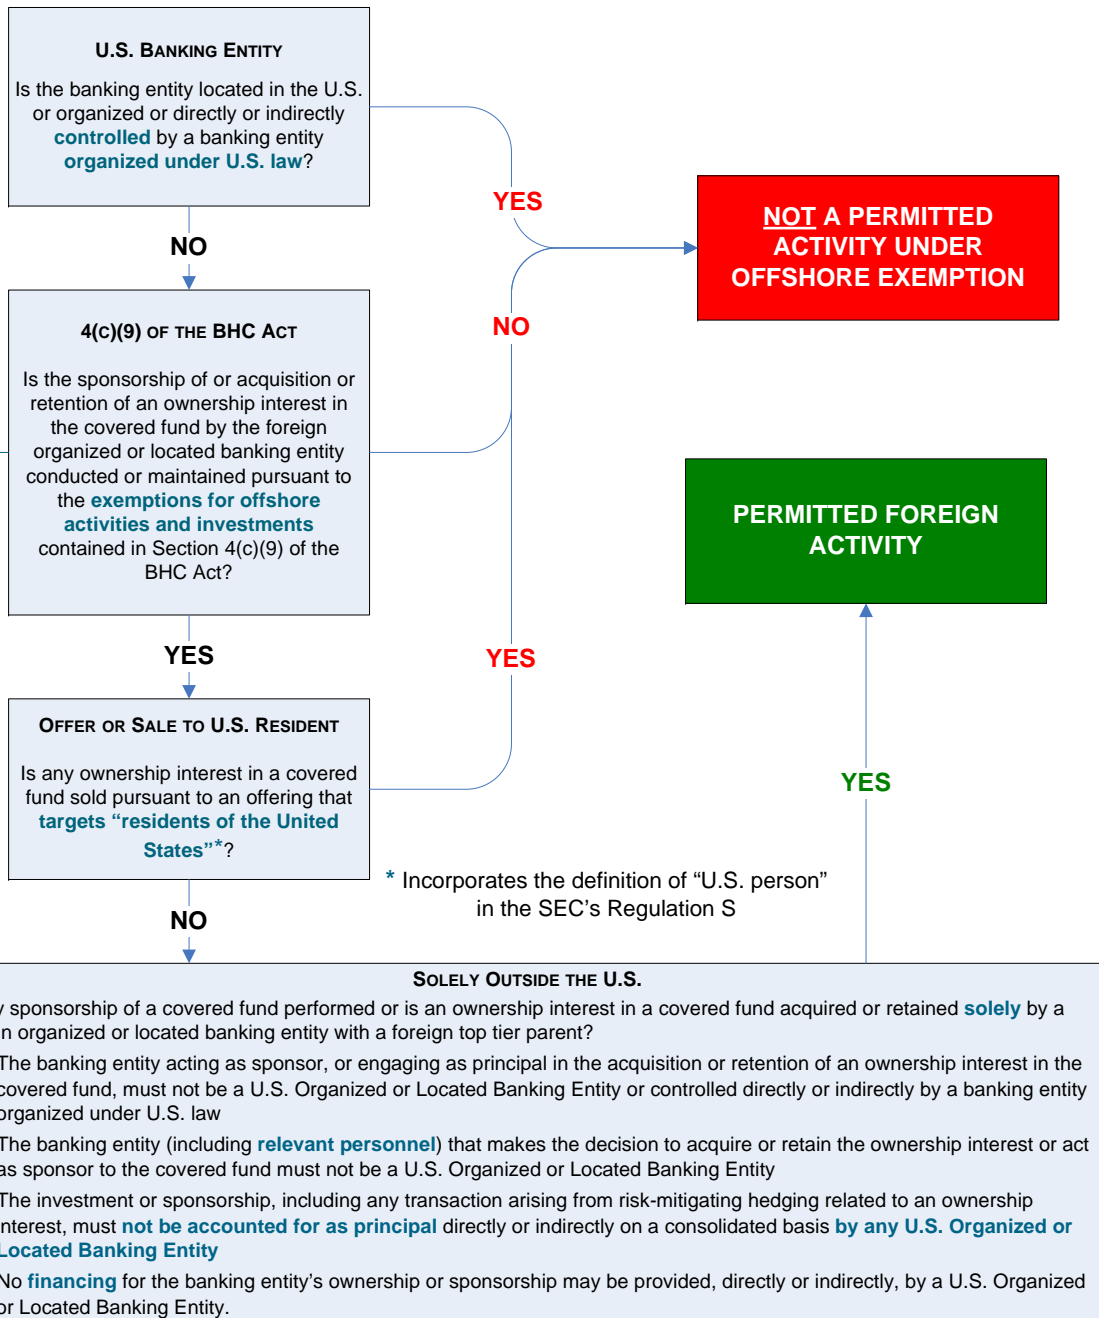 U.S. BANKING ENTITY
Is the banking entity located in the U.S.
or organized or directly or indirectly
controlled by a banking entity
organized under U.S. law?
YES
NOT A PERMITTED
ACTIVITY UNDER
OFFSHORE EXEMPTION
NO
4(C)(9) OF THE BHC ACT
Is the sponsorship of or acquisition or
retention of an ownership interest in
the covered fund by the foreign
organized or located banking entity
conducted or maintained pursuant to
the exemptions for offshore
activities and investments
contained in Section 4(c)(9) of the
BHC Act?
NO
PERMITTED FOREIGN
ACTIVITY
YES
YES
OFFER OR SALE TO U.S. RESIDENT
Is any ownership interest in a covered
fund sold pursuant to an offering that
targets “residents of the United
States”*?
YES
* Incorporates the definition of “U.S. person”
in the SEC’s Regulation S
NO
SOLELY OUTSIDE THE U.S.
y sponsorship of a covered fund performed or is an ownership interest in a covered fund acquired or retained solely by a
n organized or located banking entity with a foreign top tier parent?
The banking entity acting as sponsor, or engaging as principal in the acquisition or retention of an ownership interest in the
covered fund, must not be a U.S. Organized or Located Banking Entity or controlled directly or indirectly by a banking entity
organized under U.S. law
The banking entity (including relevant personnel) that makes the decision to acquire or retain the ownership interest or act
as sponsor to the covered fund must not be a U.S. Organized or Located Banking Entity
The investment or sponsorship, including any transaction arising from risk-mitigating hedging related to an ownership
interest, must not be accounted for as principal directly or indirectly on a consolidated basis by any U.S. Organized or
Located Banking Entity
No financing for the banking entity’s ownership or sponsorship may be provided, directly or indirectly, by a U.S. Organized
or Located Banking Entity.